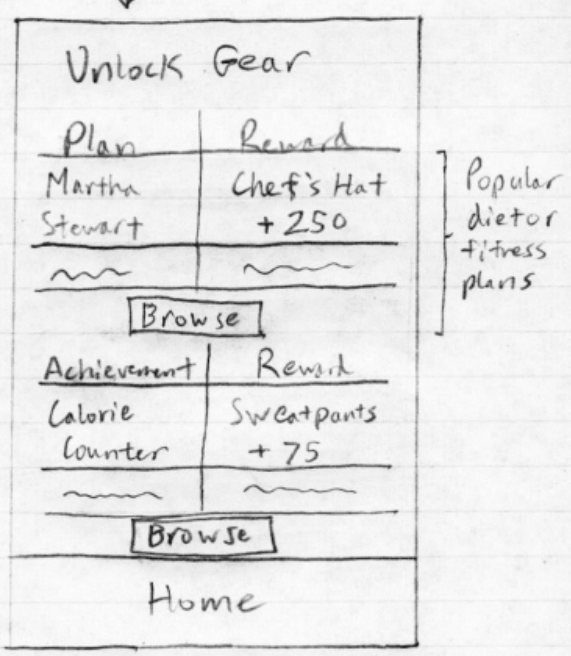 Unlock Gear
Plan Reward
Martha Chef's Hat
Stewart + 250
Browse
Popular
diet or
fitness
plans
Achievement Reward
Calorie Sweatpants
Counter + 75
Browse
Home